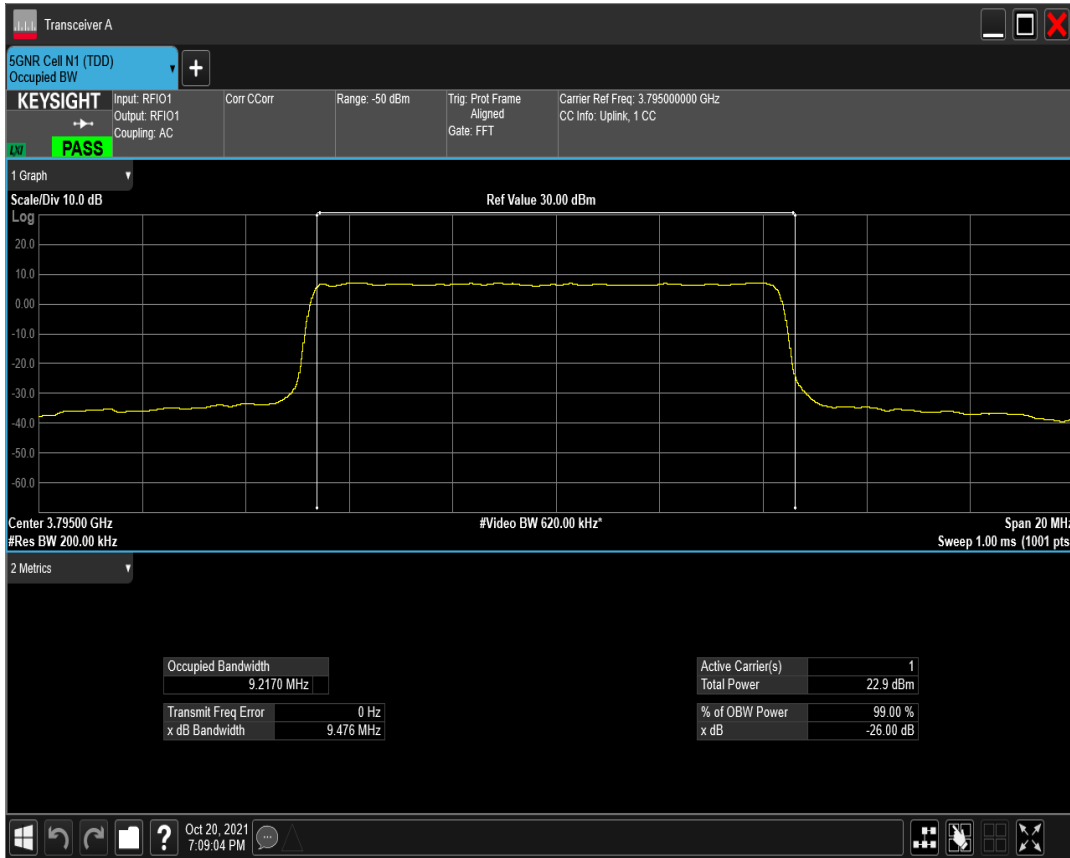 Transceiver A
5GNR Cell N1 (TDD)
Occupied BW
+
KEYSIGHT
LXI
PASS
Input: RFIO1
Output: RFIO1
Coupling: AC
Corr CCorr
Range: -50 dBm
Trig: Prot Frame
Aligned
Gate: FFT
Carrier Ref Freq: 3.795000000 GHz
CC Info: Uplink, 1 CC
1 Graph
Scale/Div 10.0 dB
Ref Value 30.00 dBm
Log
20.0
10.0
0.00
-10.0
-20.0
-30.0
-40.0
-50.0
-60.0
Center 3.79500 GHz
#Video BW 620.00 kHz*
Span 20 MHz
#Res BW 200.00 kHz
Sweep 1.00 ms (1001 pts
2 Metrics
Occupied Bandwidth
9.2170 MHz
Transmit Freq Error 0 Hz
x dB Bandwidth 9.476 MHz
Active Carrier(s) 1
Total Power 22.9 dBm
% of OBW Power 99.00 %
x dB -26.00 dB
?
Oct 20, 2021
7:09:04 PM